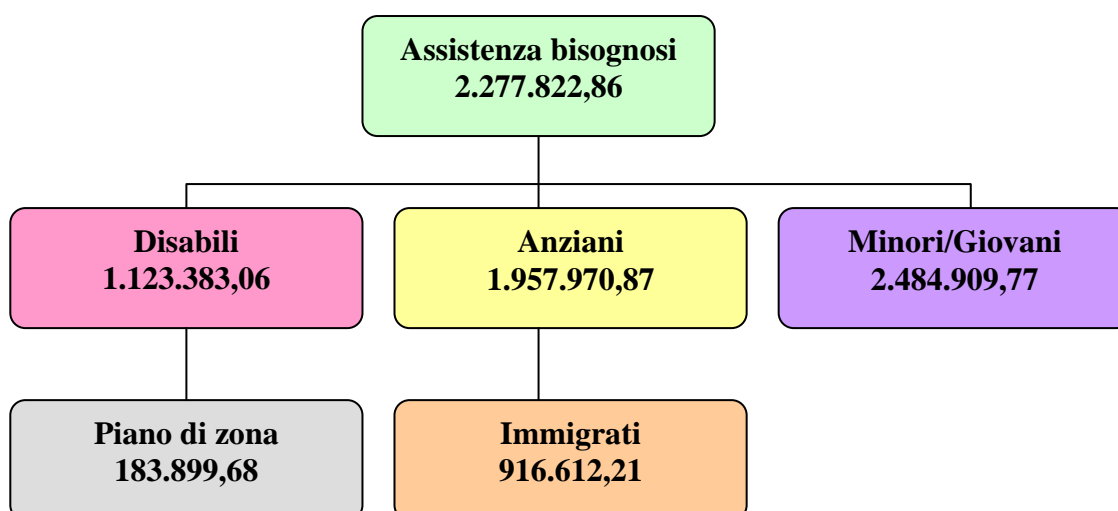 Assistenza bisognosi
2.277.822,86
Disabili
1.123.383,06
Anziani
1.957.970,87
Minori/Giovani
2.484.909,77
Piano di zona
183.899,68
Immigrati
916.612,21